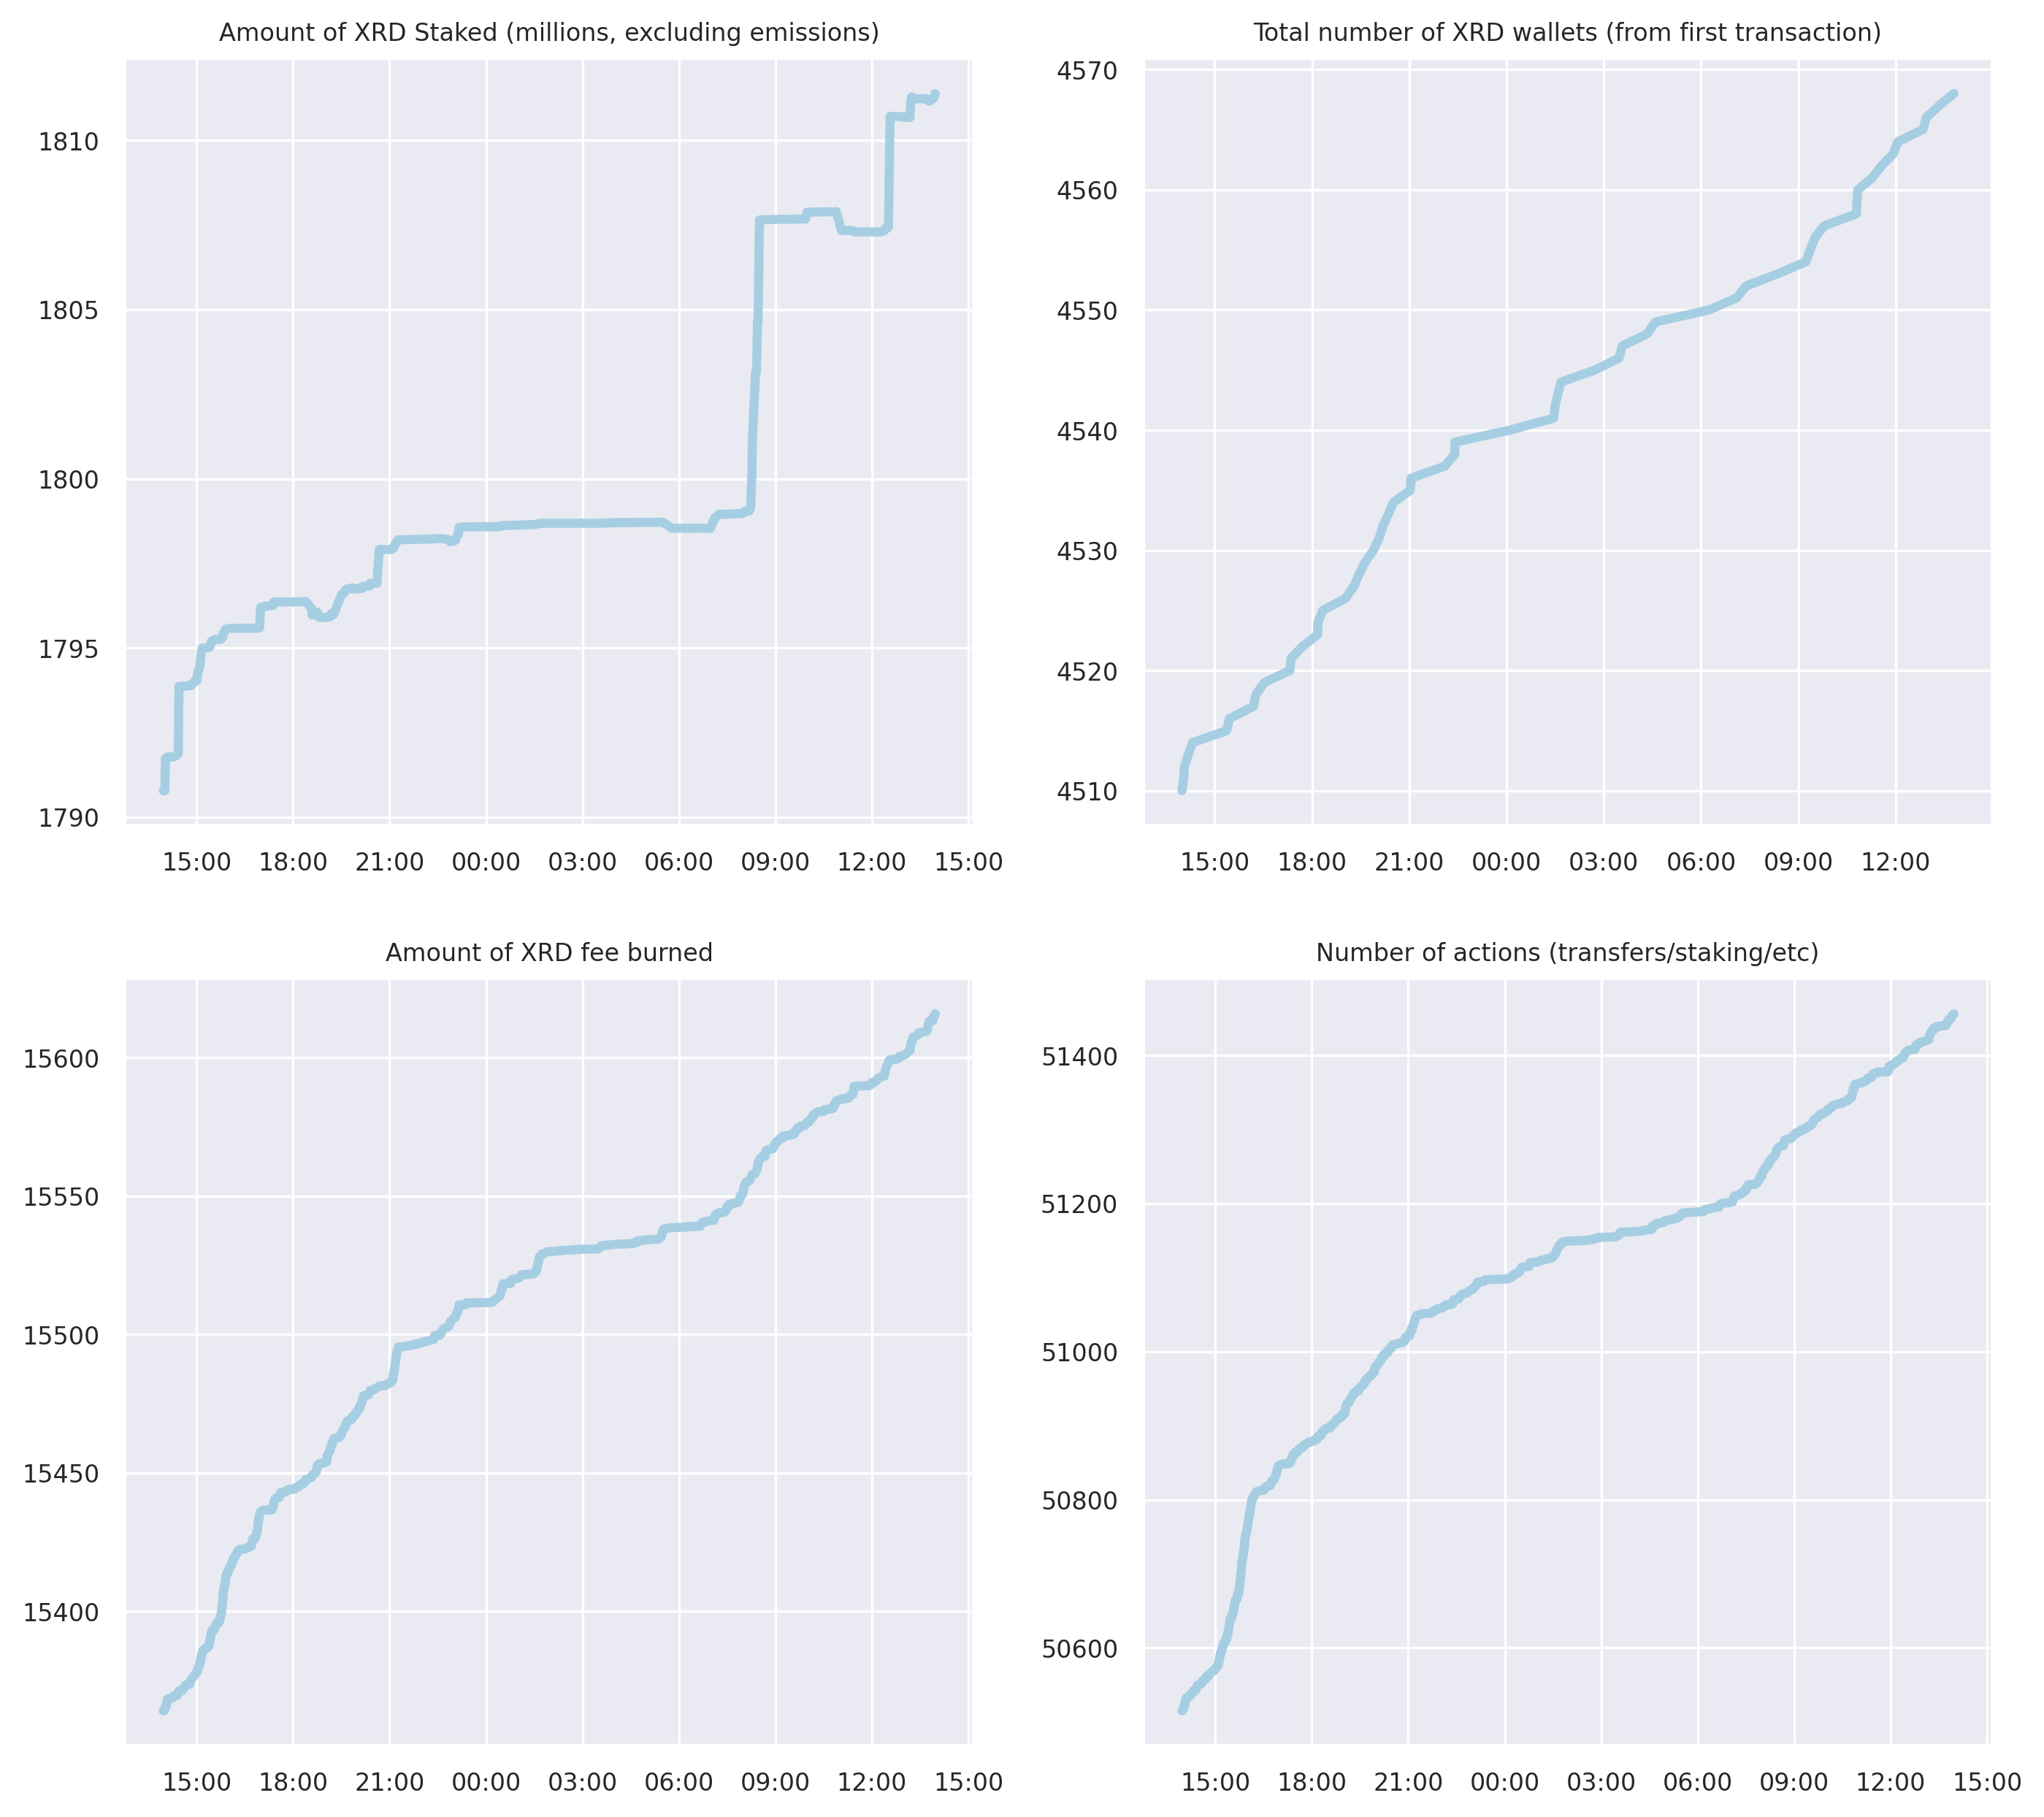 Amount of XRD Staked (millions, excluding emissions)
1810
1805
1800
1795
1790
15:00 18:00 21:00 00:00 03:00 06:00 09:00 12:00 15:00
Total number of XRD wallets (from first transaction)
4570
4560
4550
4540
4530
4520
4510
15:00 18:00 21:00 00:00 03:00 06:00 09:00 12:00
Amount of XRD fee burned
15600
15550
15500
15450
15400
15:00 18:00 21:00 00:00 03:00 06:00 09:00 12:00 15:00
Number of actions (transfers/staking/etc)
51400
51200
51000
50800
50600
15:00 18:00 21:00 00:00 03:00 06:00 09:00 12:00 15:00